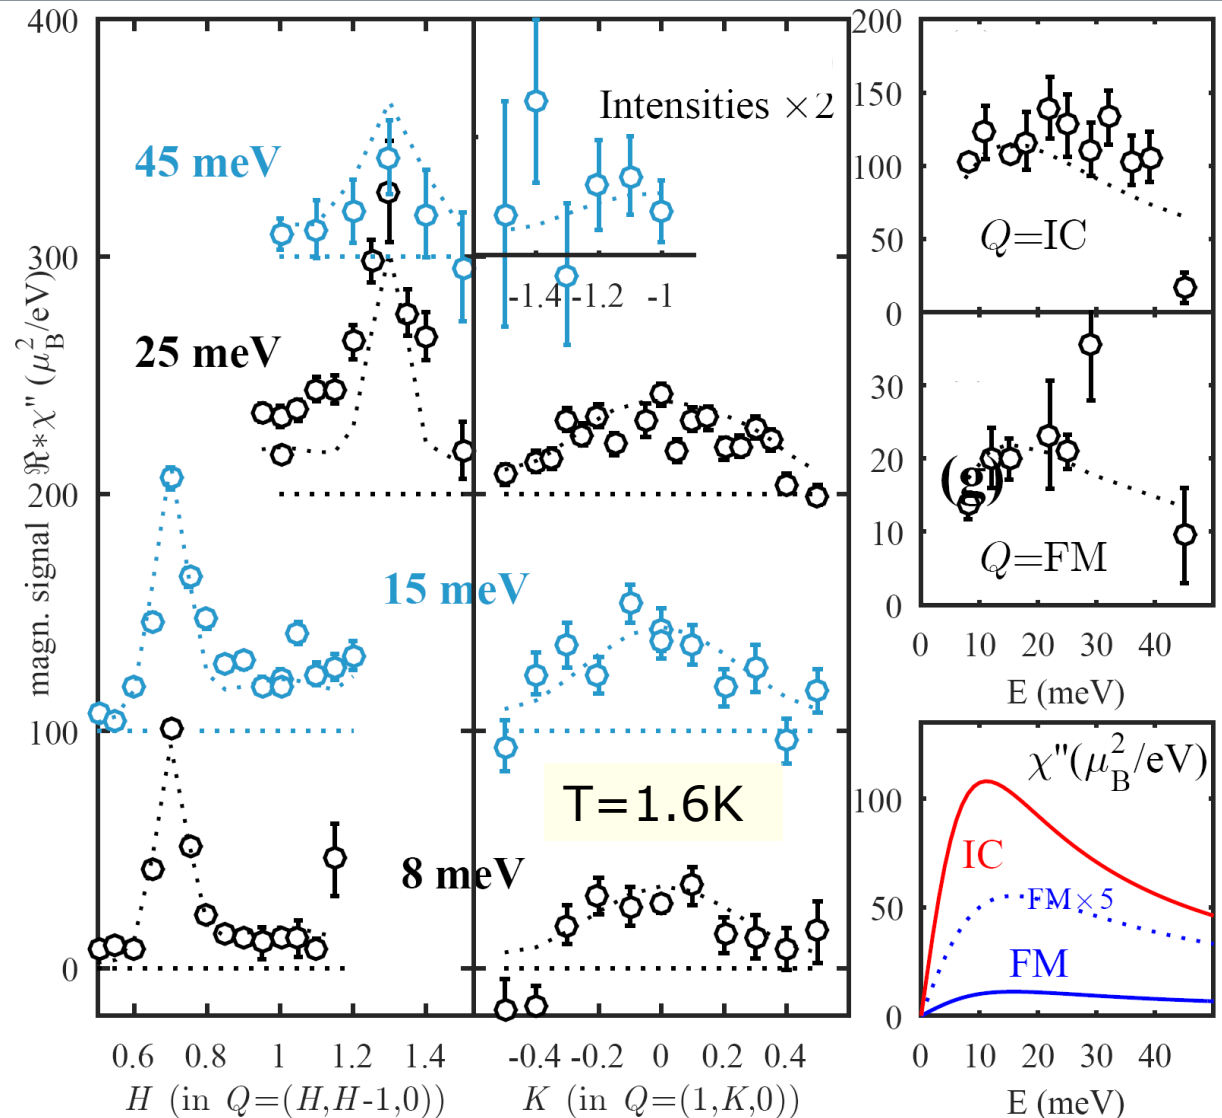 400
300
200
100
0
magn. signal ℜ∗χ″ (μ_B^2/eV)
45 meV
25 meV
15 meV
8 meV
Intensities ×2
-1.4 -1.2 -1
T=1.6K
0.6 0.8 1 1.2 1.4
H (in Q=(H,H-1,0))
-0.4 -0.2 0 0.2 0.4
K (in Q=(1,K,0))
200
150
100
50
0
Q=IC
30
20
10
0
(g)
Q=FM
0 10 20 30 40
E (meV)
χ″(μ_B^2/eV)
100
50
0
IC
FM×5
FM
0 20 40
E (meV)